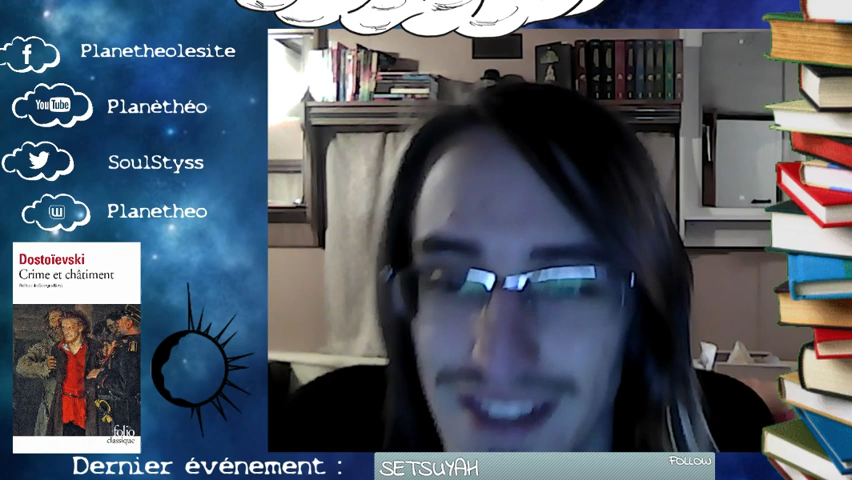 f Planetheolesite
YouTube Planèthéo
SoulStyss
w Planetheo
Dostoïevski
Crime et châtiment
folio
classique
Dernier événement :
SETSUYAH
FOLLOW